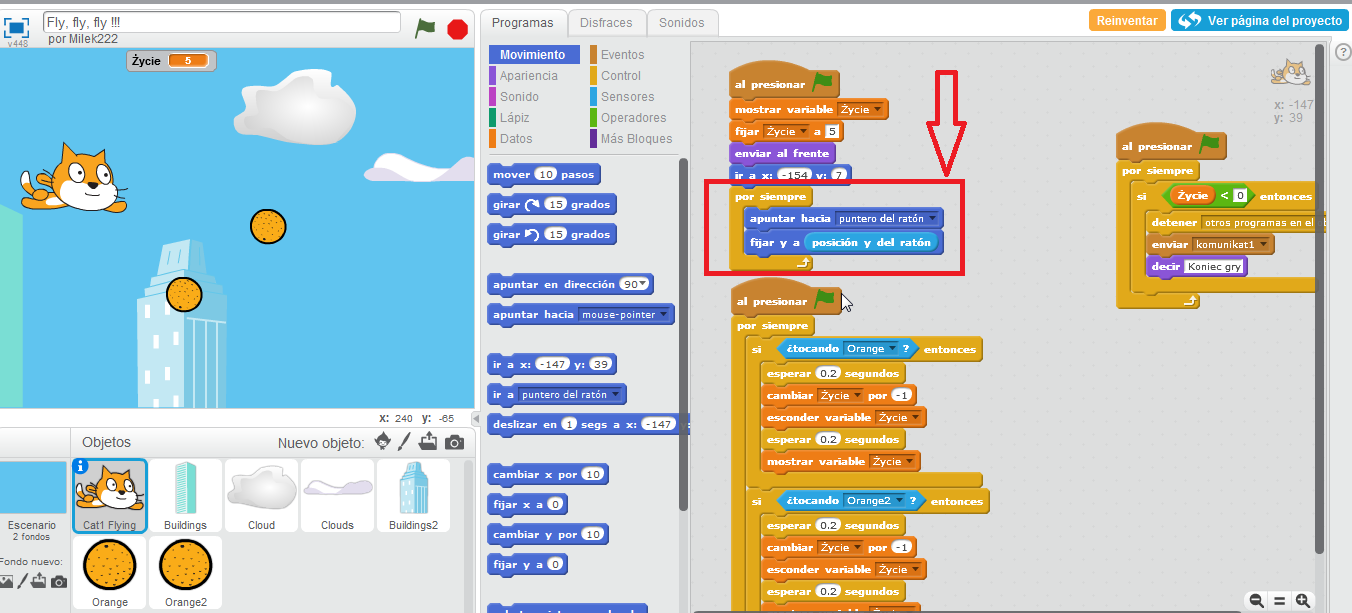 Fly, fly, fly !!!
por Milek222
v448
Programas
Disfraces
Sonidos
Reinventar
Ver página del proyecto
Życie 5
Movimiento
Apariencia
Sonido
Lápiz
Datos
Eventos
Control
Sensores
Operadores
Más Bloques
mover 10 pasos
girar 15 grados
girar 15 grados
apuntar en dirección 90
apuntar hacia mouse-pointer
ir a x: -147 y: 39
ir a puntero del ratón
deslizar en 1 segs a x: -147 y:
cambiar x por 10
fijar x a 0
cambiar y por 10
fijar y a 0
al presionar
mostrar variable Życie
fijar Życie a 5
enviar al frente
ir a x: -154 y: 7
por siempre
apuntar hacia puntero del ratón
fijar y a posición y del ratón
al presionar
por siempre
si ¿tocando Orange ? entonces
esperar 0.2 segundos
cambiar Życie por -1
esconder variable Życie
esperar 0.2 segundos
mostrar variable Życie
si ¿tocando Orange2 ? entonces
esperar 0.2 segundos
cambiar Życie por -1
esconder variable Życie
esperar 0.2 segundos
x: -147
y: 39
al presionar
por siempre
si Życie < 0 entonces
detener otros programas en el
enviar komunikat1
decir Koniec gry
x: 240 y: -65
Objetos
Nuevo objeto:
Escenario
2 fondos
Fondo nuevo:
Cat1 Flying
Buildings
Cloud
Clouds
Buildings2
Orange
Orange2